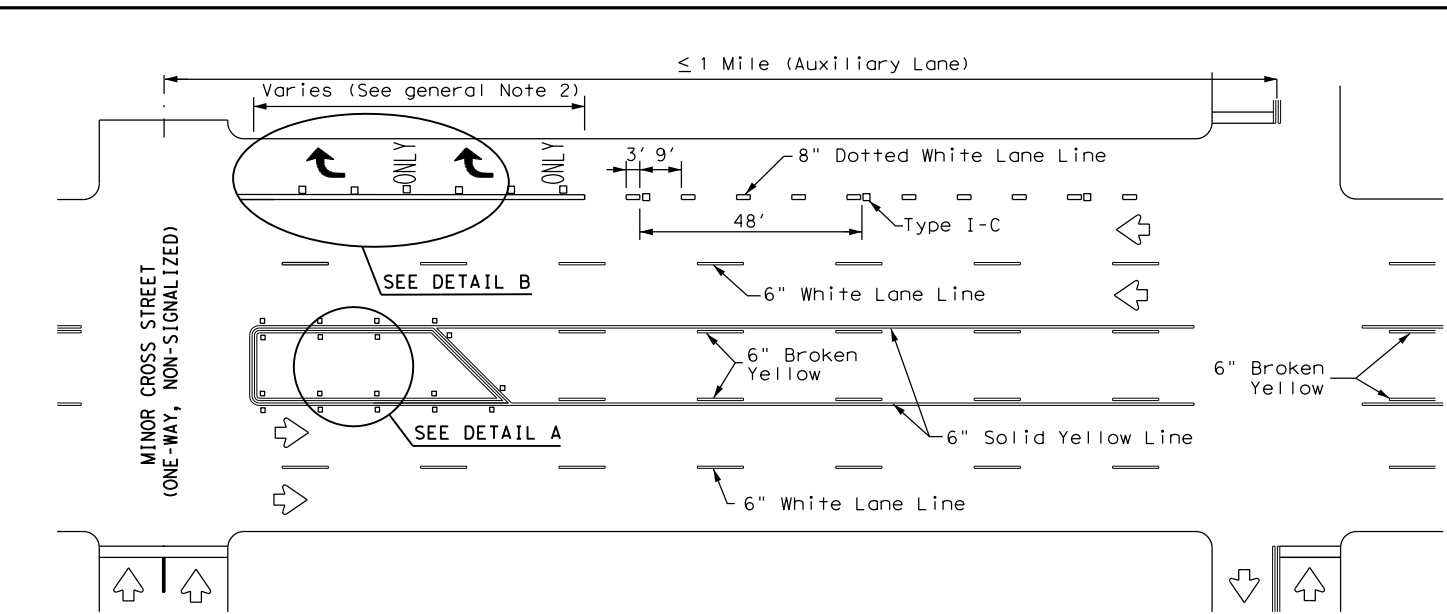 ≤ 1 Mile (Auxiliary Lane)
Varies (See general Note 2)
ONLY
ONLY
3' 9'
8" Dotted White Lane Line
48'
Type I-C
SEE DETAIL B
6" White Lane Line
MINOR CROSS STREET
(ONE-WAY, NON-SIGNALIZED)
6" Broken
Yellow
6" Broken
Yellow
SEE DETAIL A
6" Solid Yellow Line
6" White Lane Line